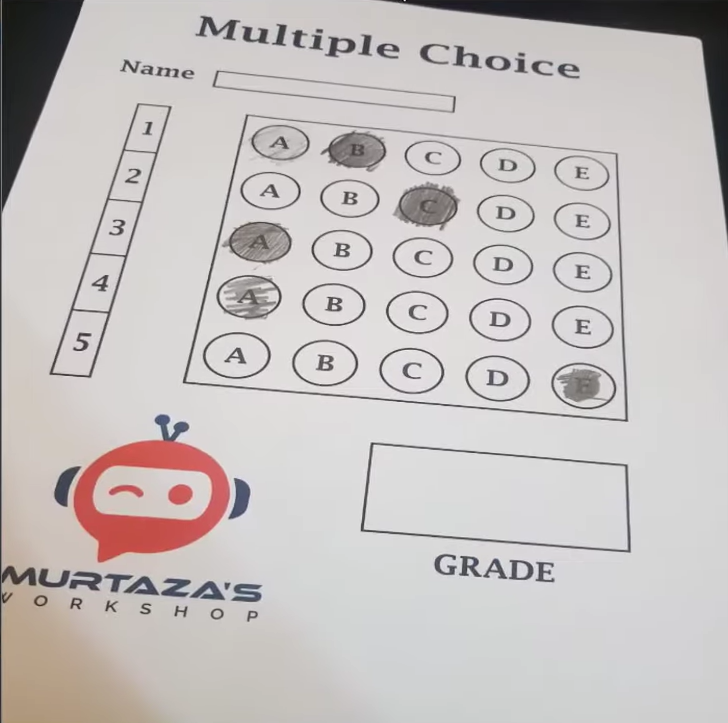 Multiple Choice
Name
1 A B C D E
2 A B C D E
3 A B C D E
4 A B C D E
5 A B C D E
GRADE
MURTAZA'S
WORKSHOP